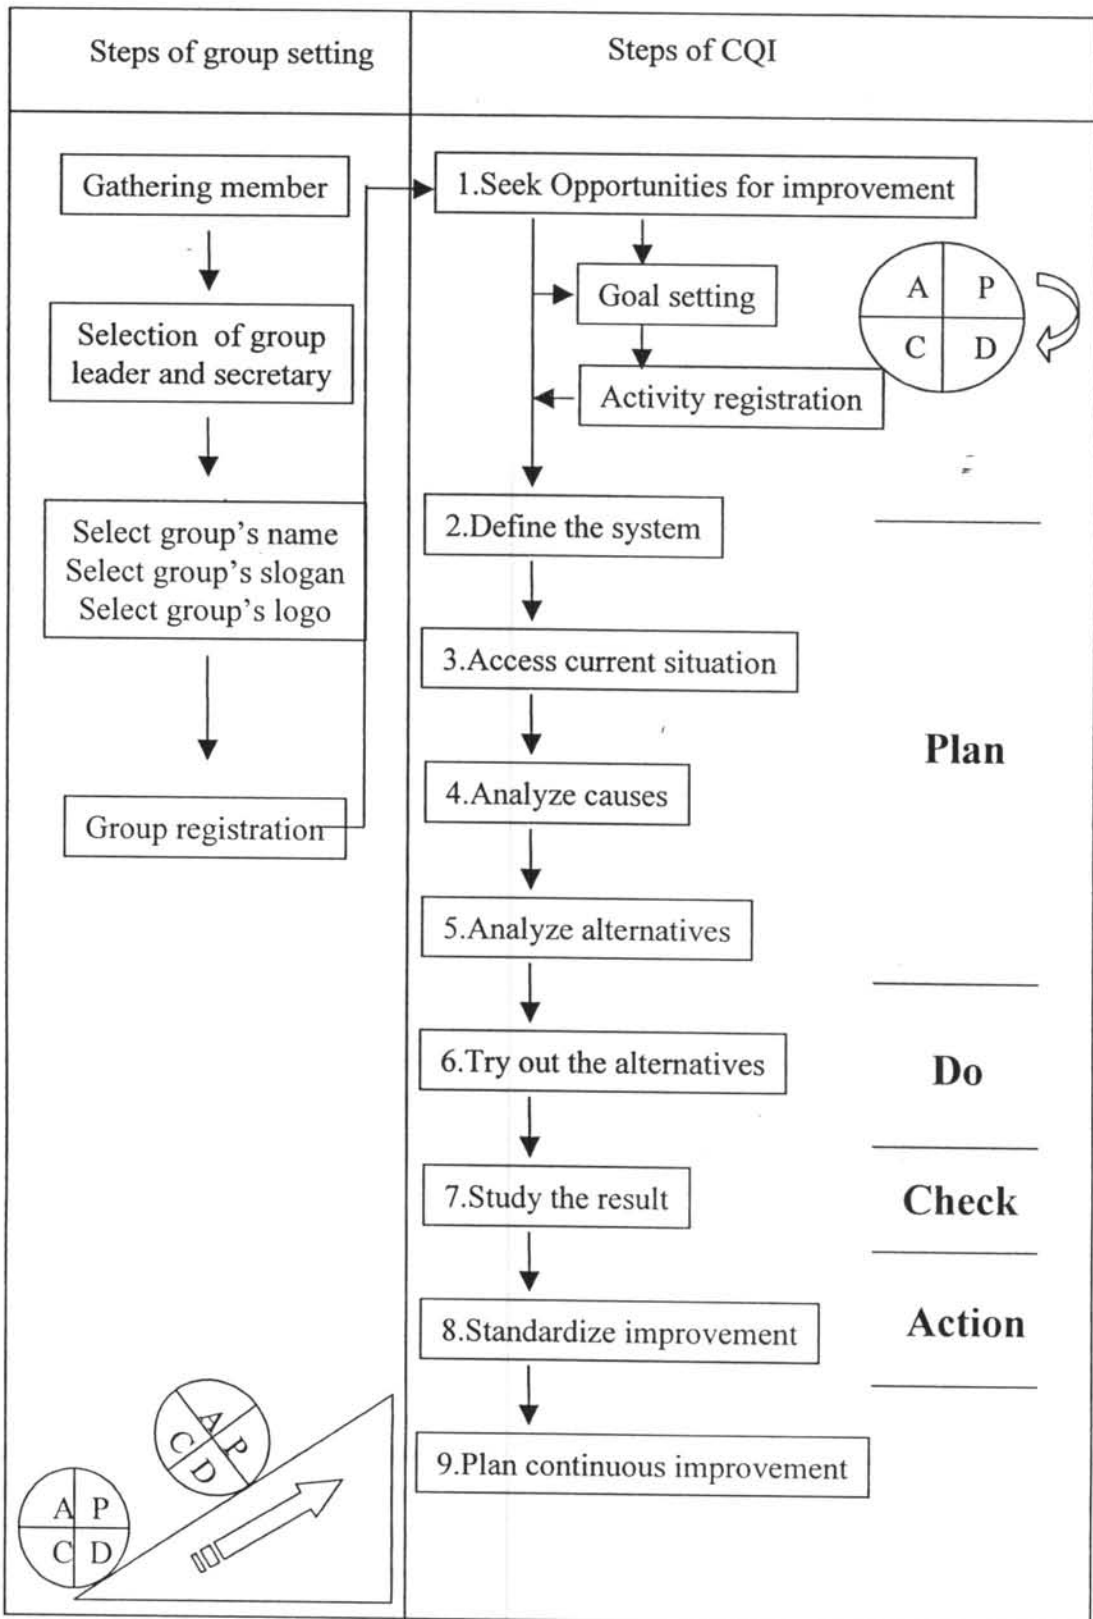 Steps of group setting
Steps of CQI
Gathering member
Selection of group
leader and secretary
Select group's name
Select group's slogan
Select group's logo
Group registration
A P
C D
A P
C D
1.Seek Opportunities for improvement
Goal setting
Activity registration
A P
C D
2.Define the system
3.Access current situation
4.Analyze causes
5.Analyze alternatives
Plan
6.Try out the alternatives
Do
7.Study the result
Check
8.Standardize improvement
Action
9.Plan continuous improvement